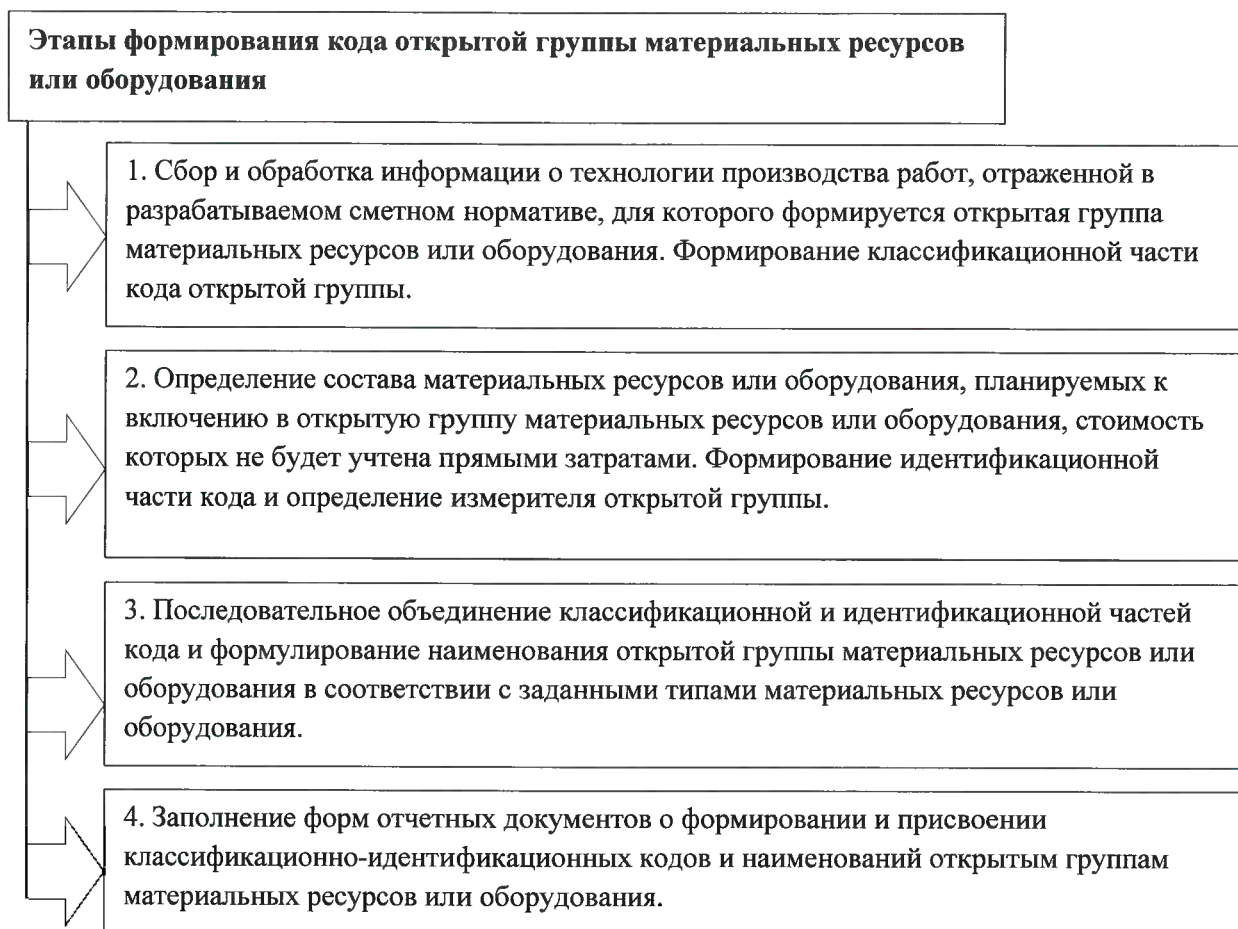 Этапы формирования кода открытой группы материальных ресурсов
или оборудования
1. Сбор и обработка информации о технологии производства работ, отраженной в
разрабатываемом сметном нормативе, для которого формируется открытая группа
материальных ресурсов или оборудования. Формирование классификационной части
кода открытой группы.
2. Определение состава материальных ресурсов или оборудования, планируемых к
включению в открытую группу материальных ресурсов или оборудования, стоимость
которых не будет учтена прямыми затратами. Формирование идентификационной
части кода и определение измерителя открытой группы.
3. Последовательное объединение классификационной и идентификационной частей
кода и формулирование наименования открытой группы материальных ресурсов или
оборудования в соответствии с заданными типами материальных ресурсов или
оборудования.
4. Заполнение форм отчетных документов о формировании и присвоении
классификационно-идентификационных кодов и наименований открытым группам
материальных ресурсов или оборудования.